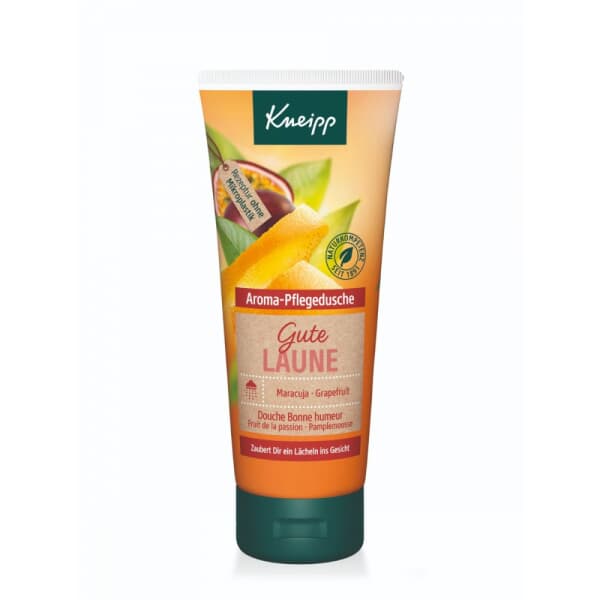 Kneipp
Rezeptur ohne
Mikroplastik
NATURKOMPETENZ
SEIT 1891
Aroma-Pflegedusche
Gute
LAUNE
Maracuja - Grapefruit
Douche Bonne humeur
Fruit de la passion - Pamplemousse
Zaubert Dir ein Lächeln ins Gesicht